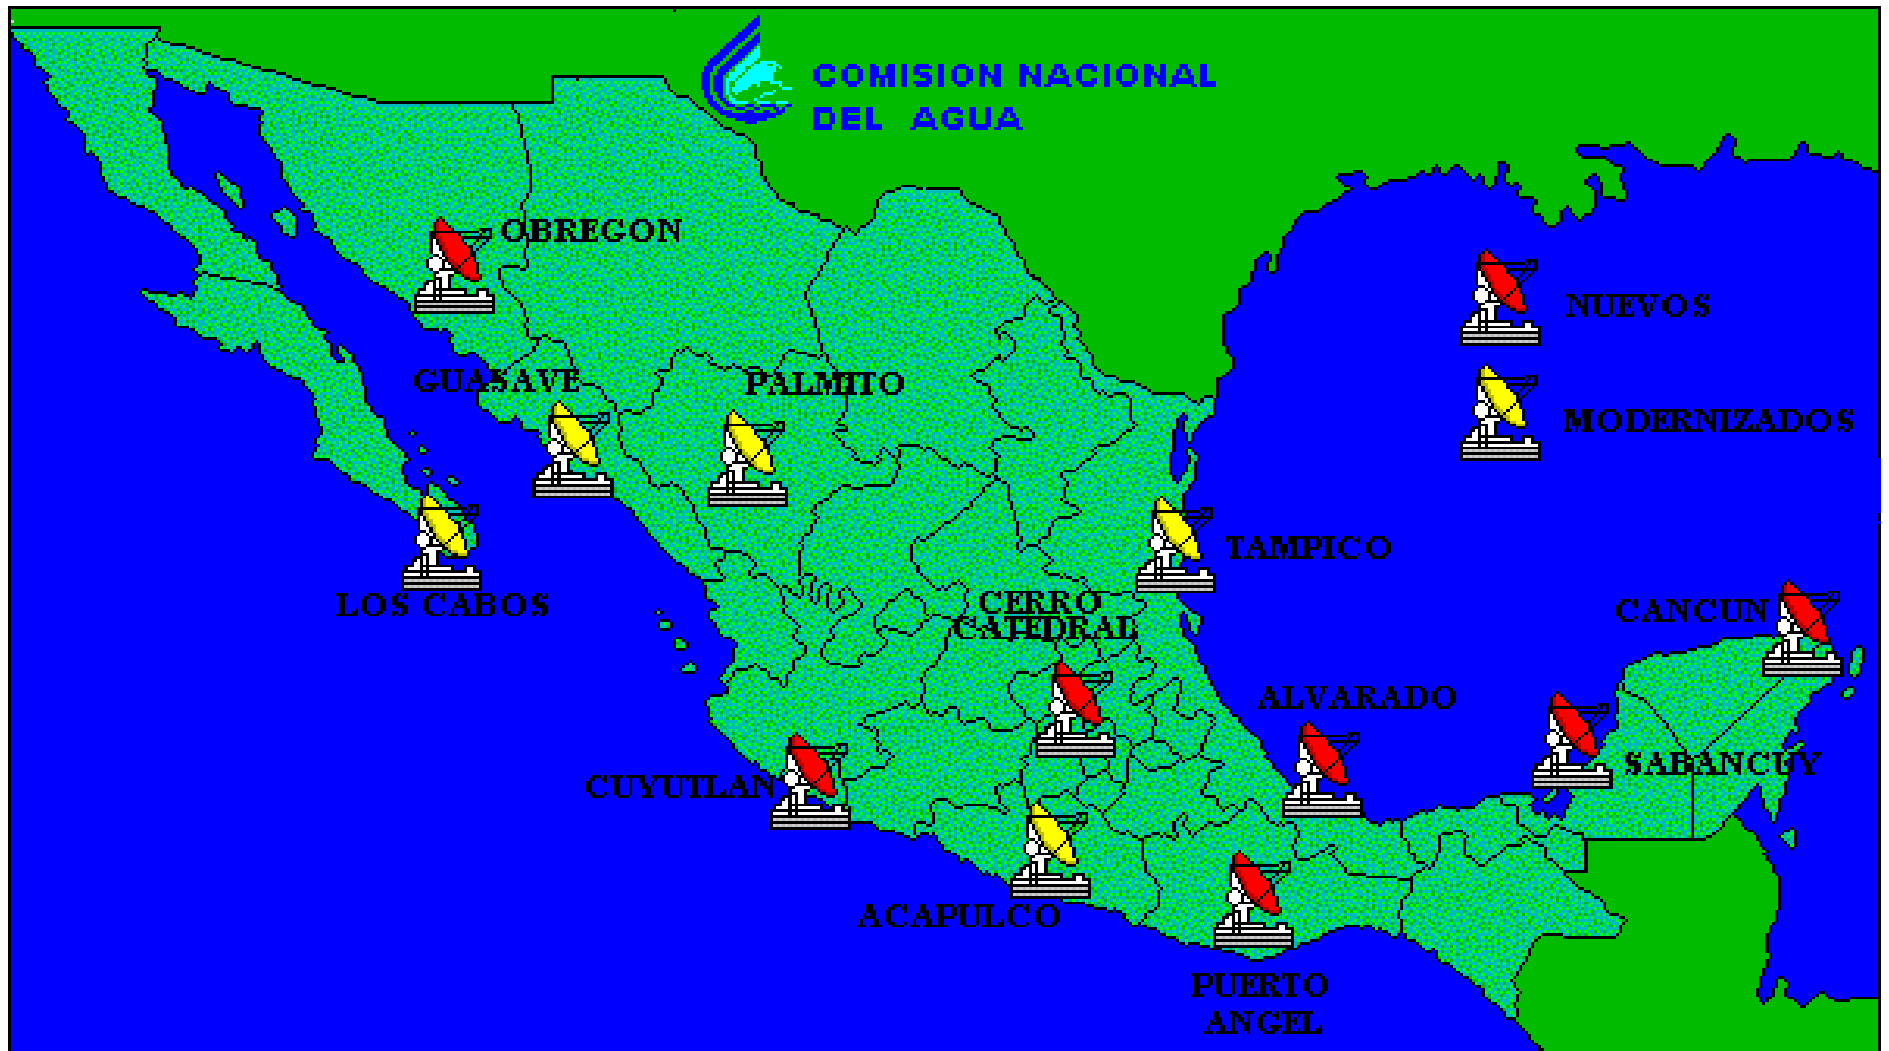 COMISION NACIONAL
DEL AGUA
OBREGON
NUEVOS
GUASAVE
PALMITO
MODERNIZADOS
TAMPICO
LOS CABOS
CERRO
CATEDRAL
CANCUN
ALVARADO
SABANCUY
CUYUTLAN
ACAPULCO
PUERTO
ANGEL